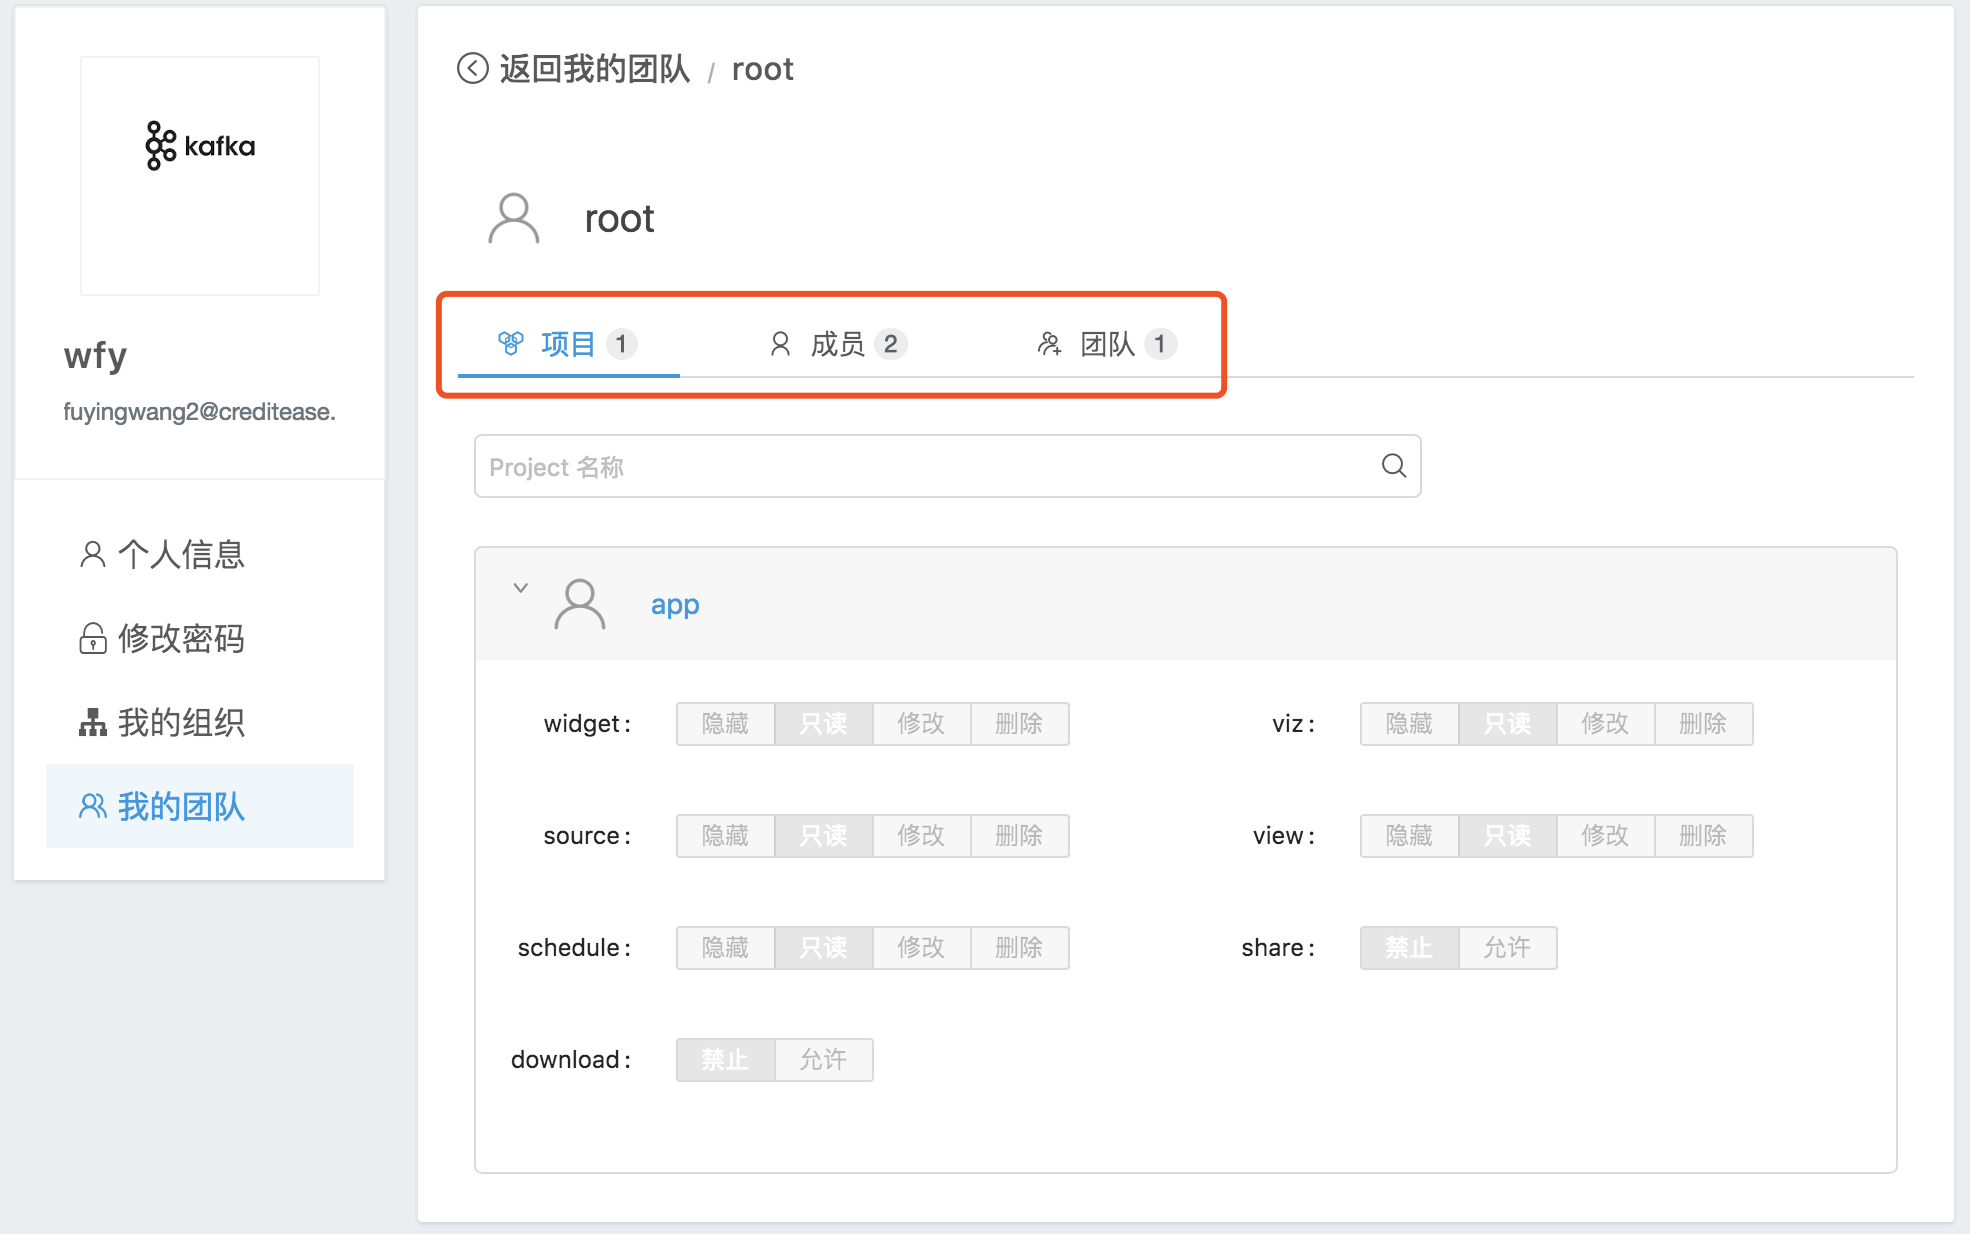 kafka
wfy
fuyingwang2@creditease.
个人信息
修改密码
我的组织
我的团队
返回我的团队 / root
root
项目 1 成员 2 团队 1
Project 名称
app
widget: 隐藏 只读 修改 删除 viz: 隐藏 只读 修改 删除
source: 隐藏 只读 修改 删除 view: 隐藏 只读 修改 删除
schedule: 隐藏 只读 修改 删除 share: 禁止 允许
download: 禁止 允许